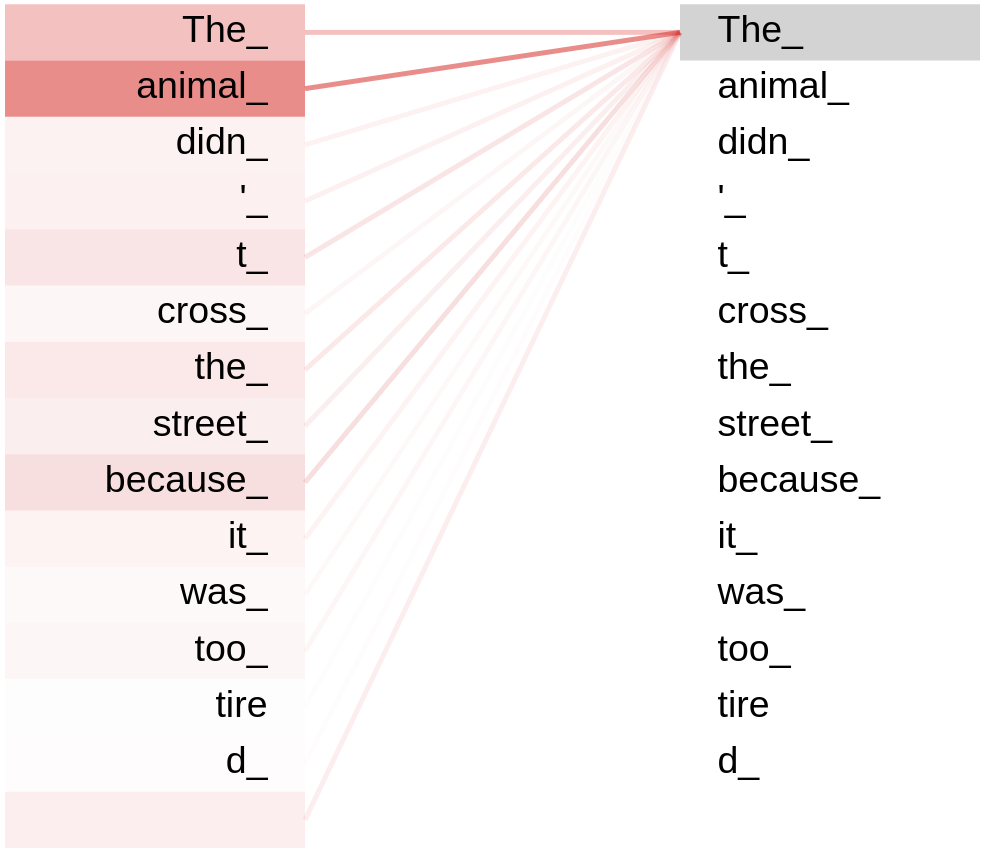 The_ The_
animal_ animal_
didn_ didn_
'_ '_
t_ t_
cross_ cross_
the_ the_
street_ street_
because_ because_
it_ it_
was_ was_
too_ too_
tire tire
d_ d_